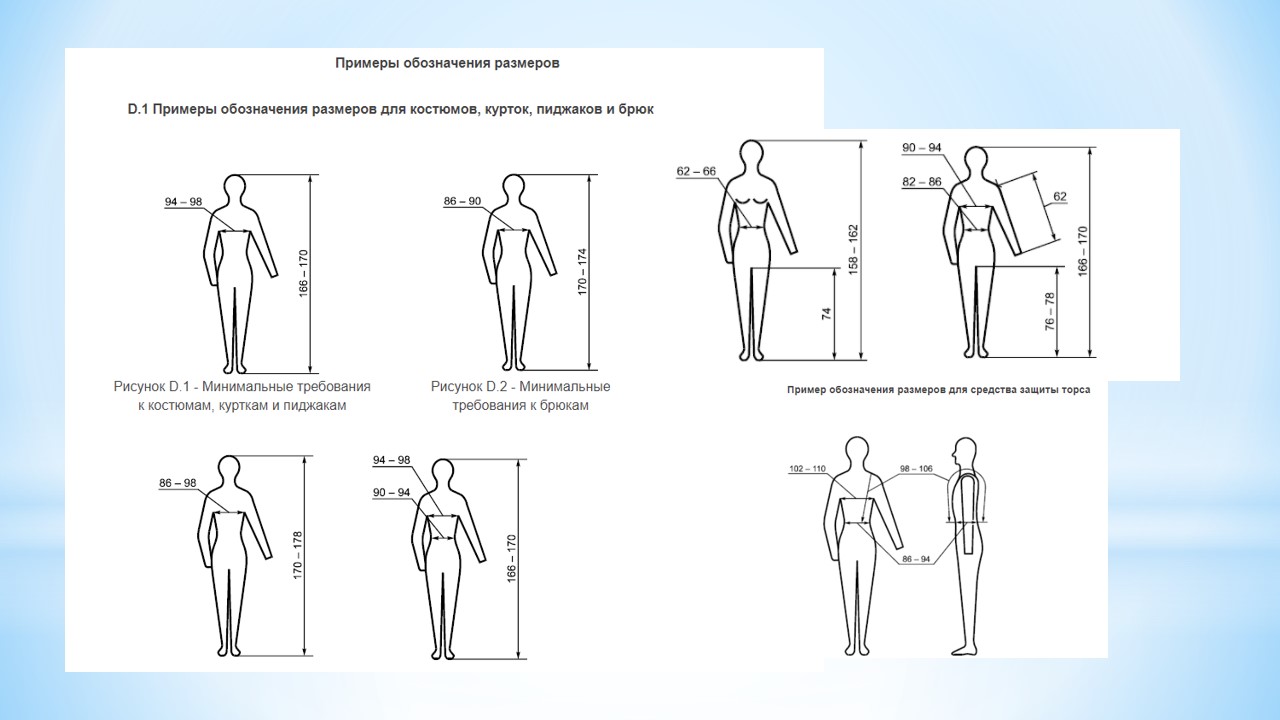 Примеры обозначения размеров
D.1 Примеры обозначения размеров для костюмов, курток, пиджаков и брюк
94 – 98
166 – 170
Рисунок D.1 - Минимальные требования
к костюмам, курткам и пиджакам
86 – 90
170 – 174
Рисунок D.2 - Минимальные
требования к брюкам
62 – 66
158 – 162
74
90 – 94
82 – 86
62
166 – 170
76 – 78
86 – 98
170 – 178
94 – 98
90 – 94
166 – 170
Пример обозначения размеров для средства защиты торса
102 – 110
98 – 106
86 – 94